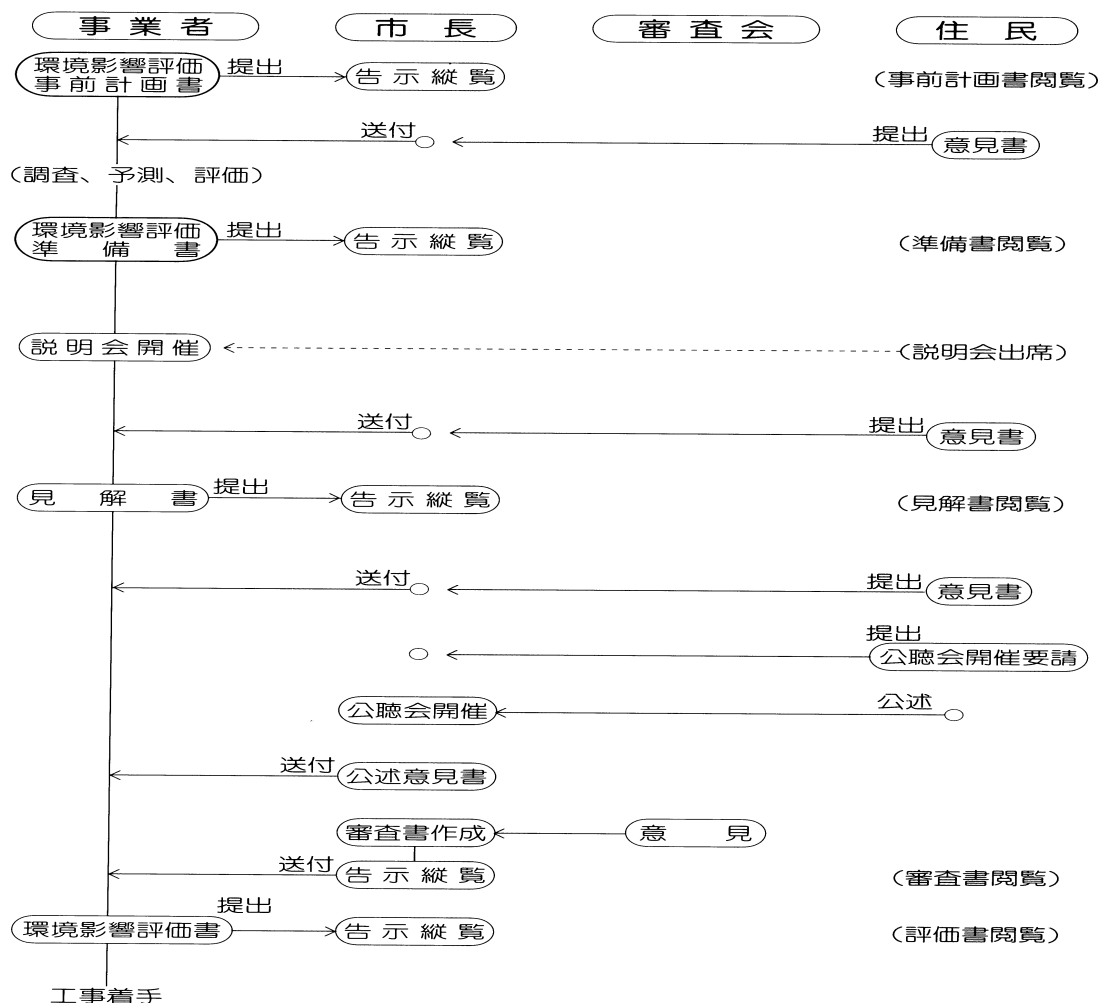 事業者 市長 審査会 住民
環境影響評価
事前計画書
提出
告示縦覧
(事前計画書閲覧)
送付
提出
意見書
(調査、予測、評価)
環境影響評価
準備書
提出
告示縦覧
(準備書閲覧)
説明会開催
(説明会出席)
送付
提出
意見書
見解書
提出
告示縦覧
(見解書閲覧)
送付
提出
意見書
提出
公聴会開催要請
公聴会開催
公述
送付
公述意見書
審査書作成
意見
送付
告示縦覧
(審査書閲覧)
環境影響評価書
提出
告示縦覧
(評価書閲覧)
工事着手